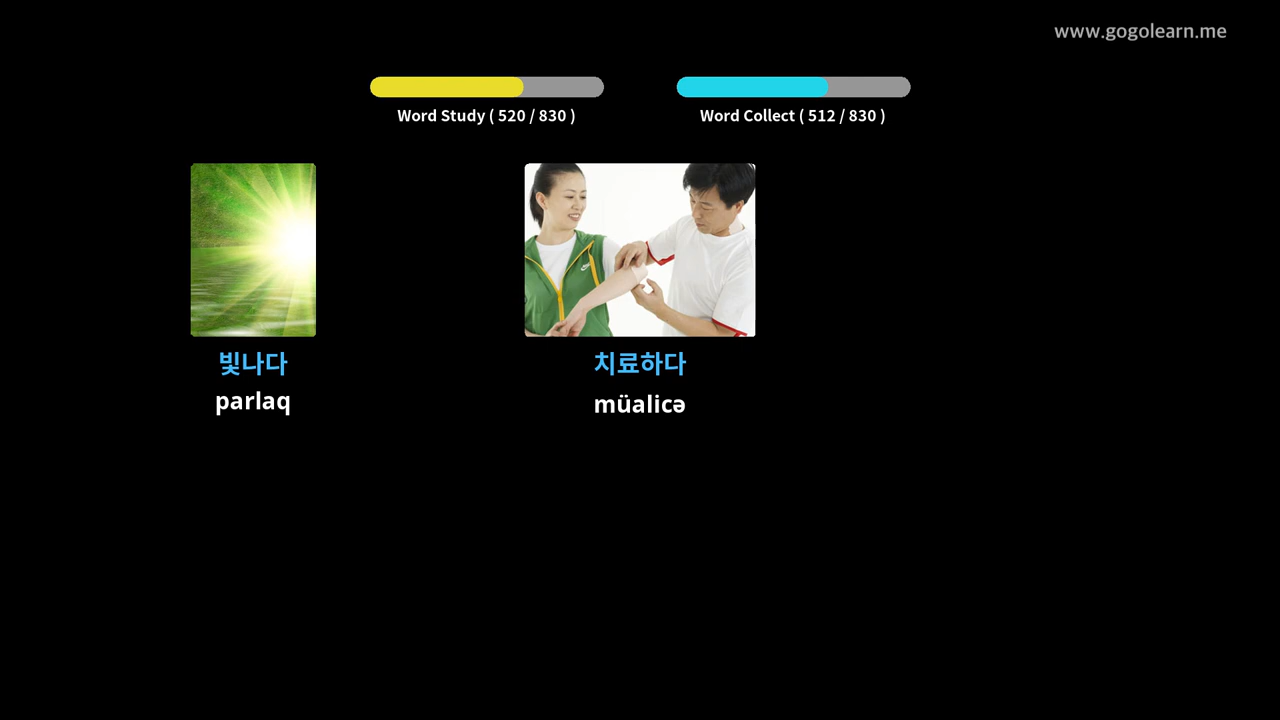 www.gogolearn.me
Word Study ( 520 / 830 )
Word Collect ( 512 / 830 )
빛나다
parlaq
치료하다
müalicə